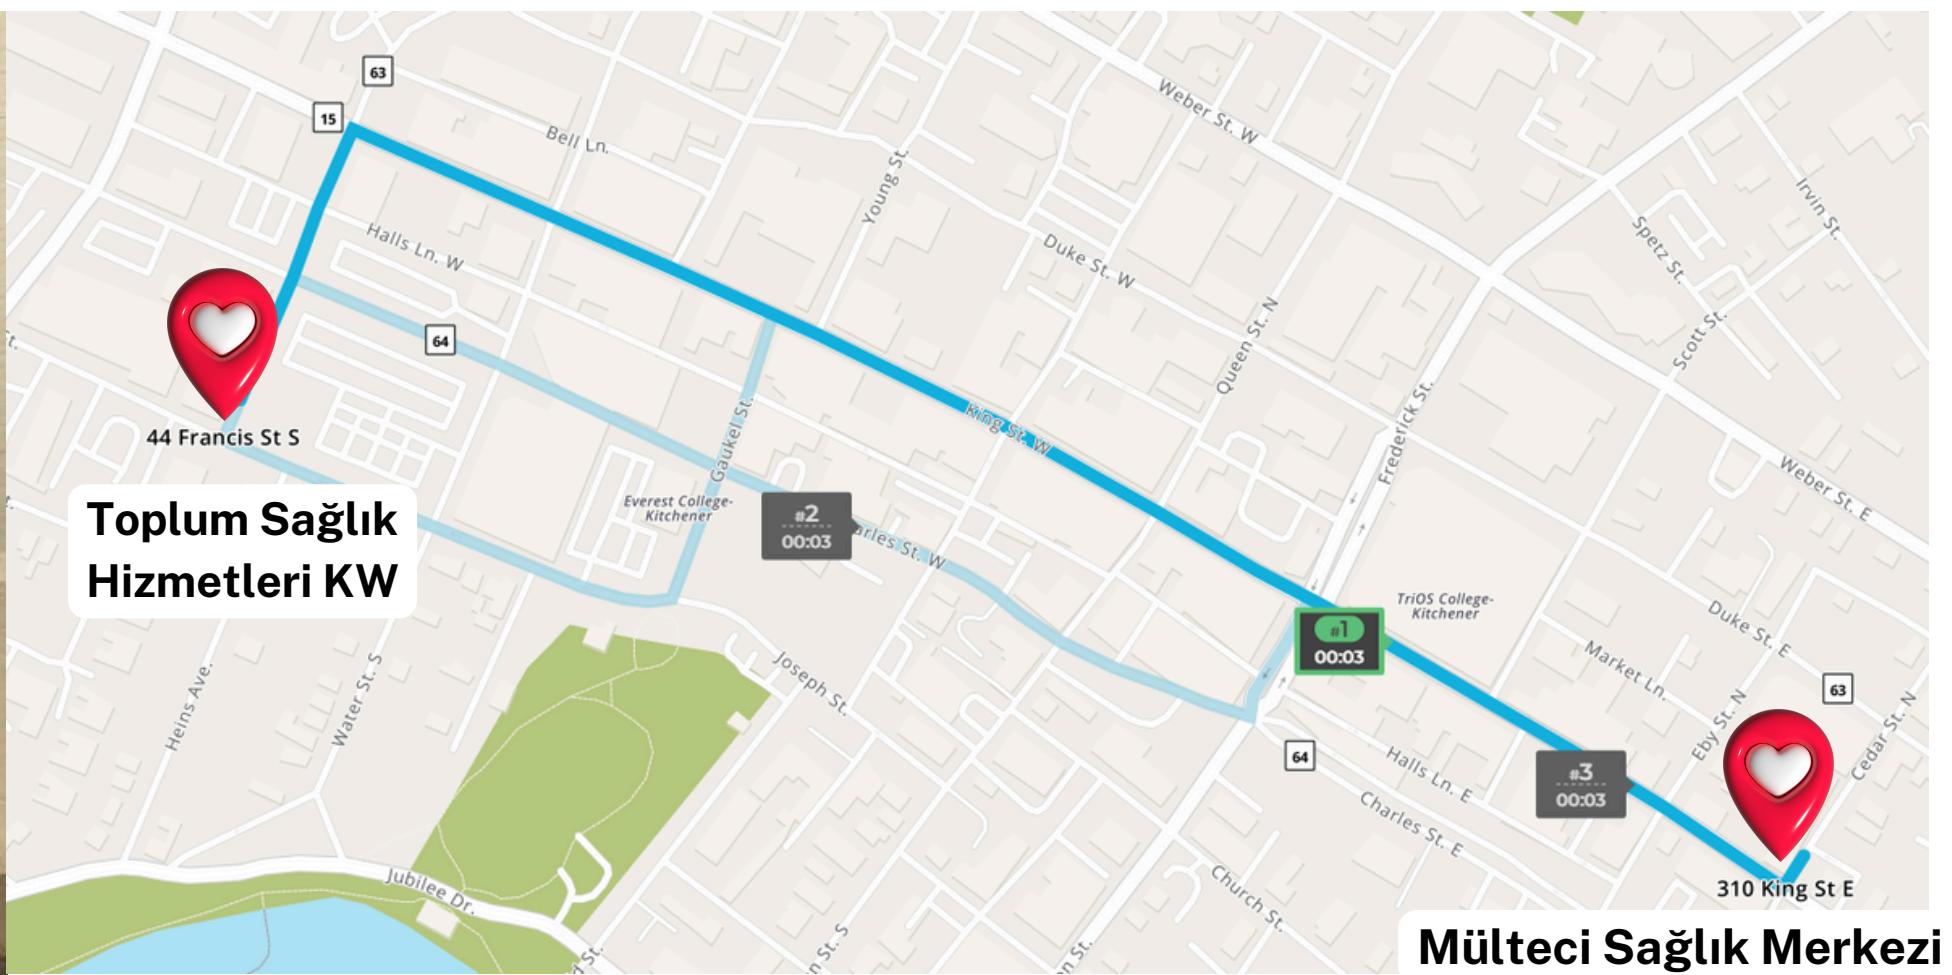 63
15
Bell Ln.
Weber St. W
Young St.
Irvin St.
Halls Ln. W
Duke St. W
Spetz St.
64
Queen St. N
Scott St.
King St. W
Frederick St.
44 Francis St S
Gaukel St.
Everest College-
Kitchener
Weber St. E
Toplum Sağlık
Hizmetleri KW
#2
00:03
St. W
TriOS College-
Kitchener
#1
00:03
Duke St. E
Market Ln.
63
Joseph St.
Heins Ave.
Water St. S
Eby St. N
Cedar St. N
64
Halls Ln. E
#3
00:03
Charles St. E
Jubilee Dr.
Church St.
310 King St E
Mülteci Sağlık Merkezi